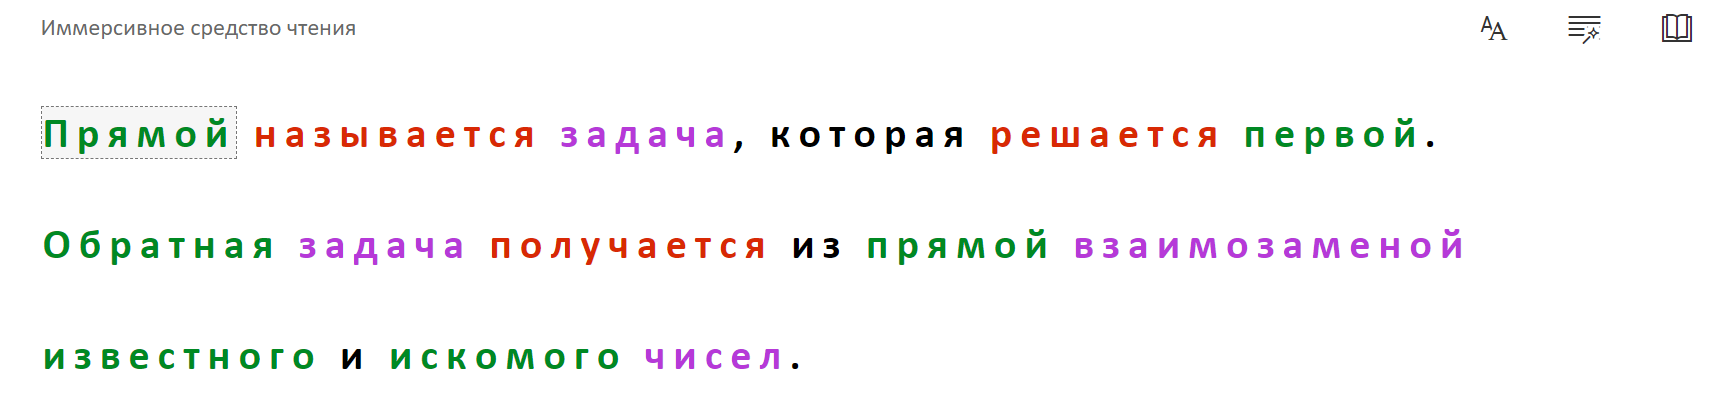 Иммерсивное средство чтения
Прямой называется задача, которая решается первой.
Обратная задача получается из прямой взаимозаменой
известного и искомого чисел.